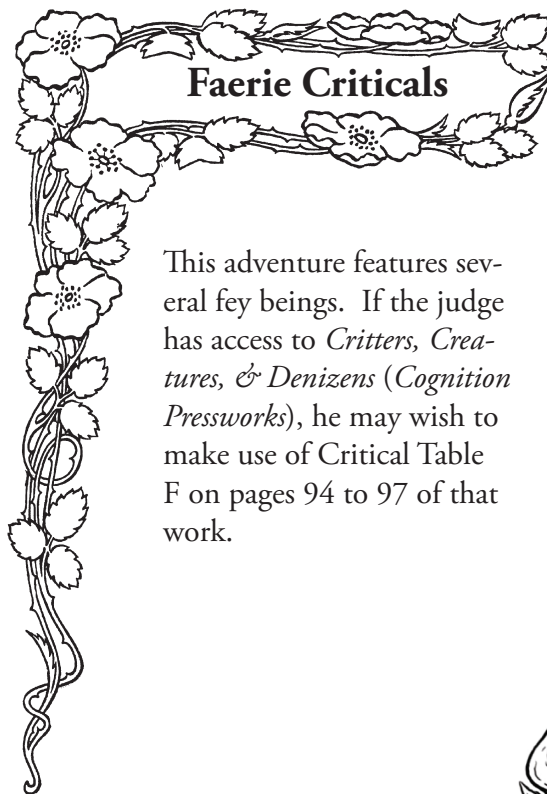 Faerie Criticals
This adventure features sev-
eral fey beings.  If the judge
has access to Critters, Crea-
tures, & Denizens (Cognition
Pressworks), he may wish to
make use of Critical Table
F on pages 94 to 97 of that
work.